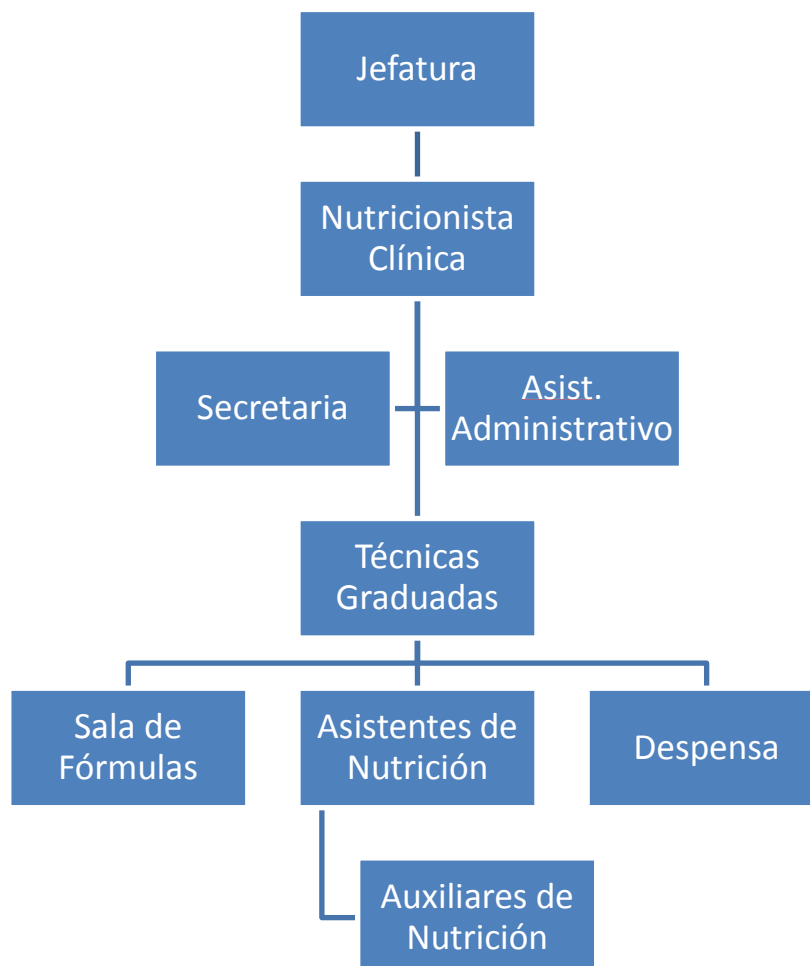 Jefatura
Nutricionista
Clínica
Secretaria
Asist.
Administrativo
Técnicas
Graduadas
Sala de
Fórmulas
Asistentes de
Nutrición
Despensa
Auxiliares de
Nutrición